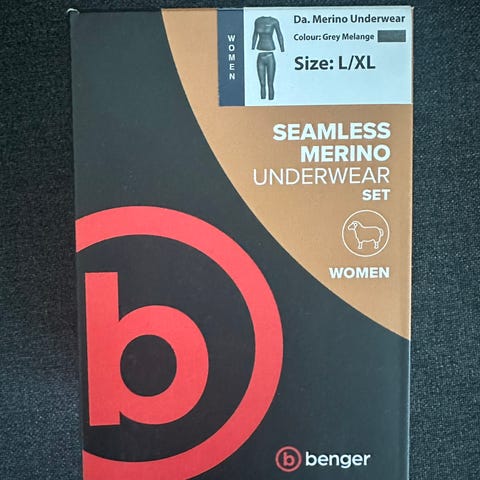 WOMEN
Da. Merino Underwear
Colour: Grey Melange
Size: L/XL
SEAMLESS
MERINO
UNDERWEAR
SET
WOMEN
b
b benger